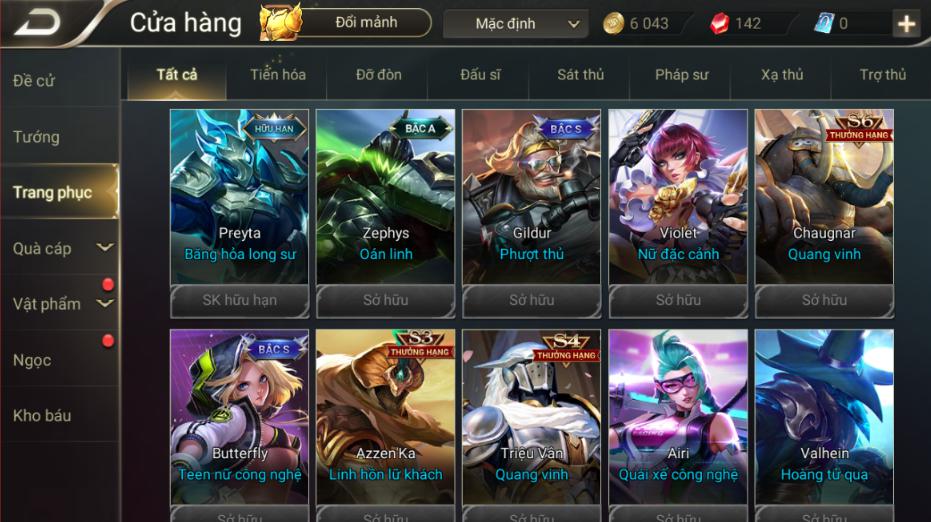 Cửa hàng
Đổi mảnh
Mặc định
6 043
142
0
Đề cử
Tướng
Trang phục
Quà cáp
Vật phẩm
Ngọc
Kho báu
Tất cả
Tiến hóa
Đỡ đòn
Đấu sĩ
Sát thủ
Pháp sư
Xạ thủ
Trợ thủ
HỮU HẠN
Preyta
Băng hỏa long sư
SK hữu hạn
BẬC A
Zephys
Oán linh
Sở hữu
BẬC S
Gildur
Phượt thủ
Sở hữu
Violet
Nữ đặc cảnh
Sở hữu
S6
THƯỞNG HẠNG
Chaugnar
Quang vinh
Sở hữu
BẬC S
Butterfly
Teen nữ công nghệ
Sở hữu
S3
THƯỞNG HẠNG
Azzen'Ka
Linh hồn lữ khách
Sở hữu
S4
THƯỞNG HẠNG
Triệu Vân
Quang vinh
Sở hữu
Airi
Quái xế công nghệ
Sở hữu
Valhein
Hoàng tử quạ
Sở hữu